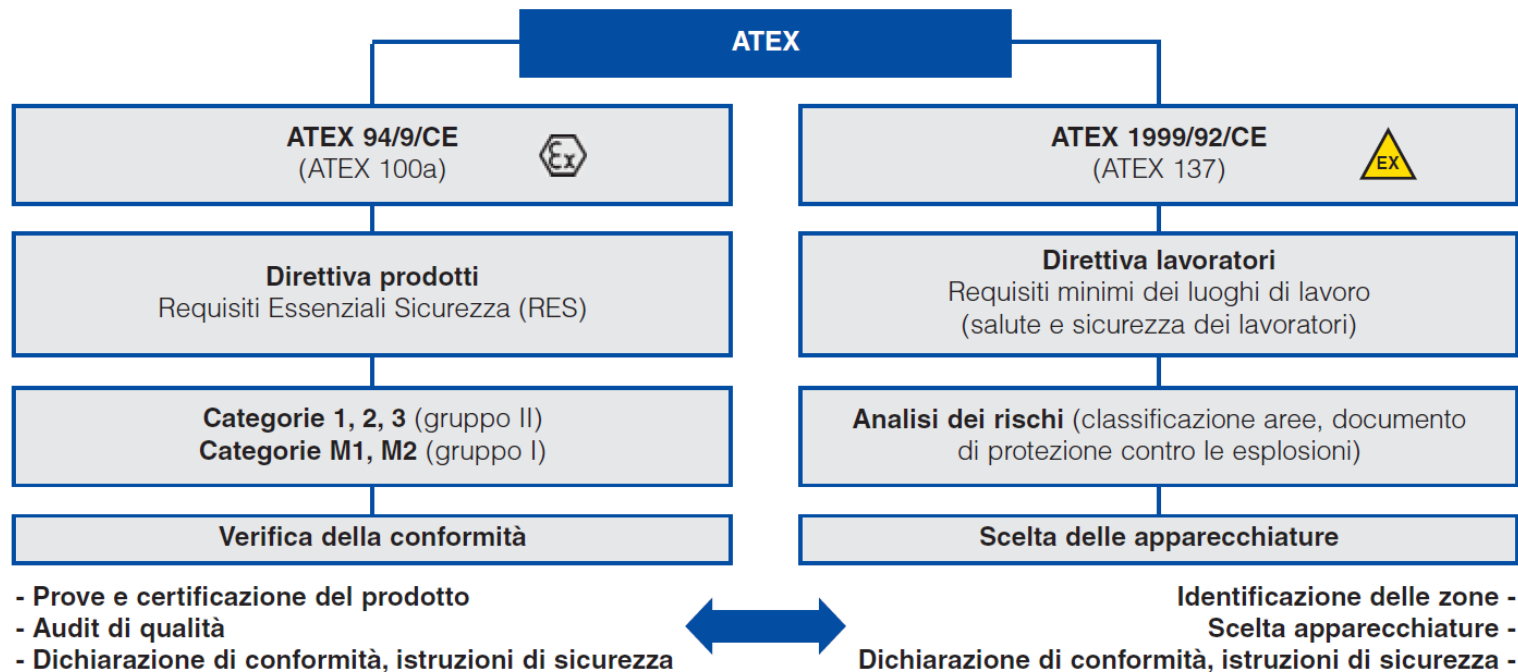 ATEX
ATEX 94/9/CE
(ATEX 100a)
Ex
Direttiva prodotti
Requisiti Essenziali Sicurezza (RES)
Categorie 1, 2, 3 (gruppo II)
Categorie M1, M2 (gruppo I)
Verifica della conformità
- Prove e certificazione del prodotto
- Audit di qualità
- Dichiarazione di conformità, istruzioni di sicurezza
ATEX 1999/92/CE
(ATEX 137)
EX
Direttiva lavoratori
Requisiti minimi dei luoghi di lavoro
(salute e sicurezza dei lavoratori)
Analisi dei rischi (classificazione aree, documento
di protezione contro le esplosioni)
Scelta delle apparecchiature
Identificazione delle zone -
Scelta apparecchiature -
Dichiarazione di conformità, istruzioni di sicurezza -